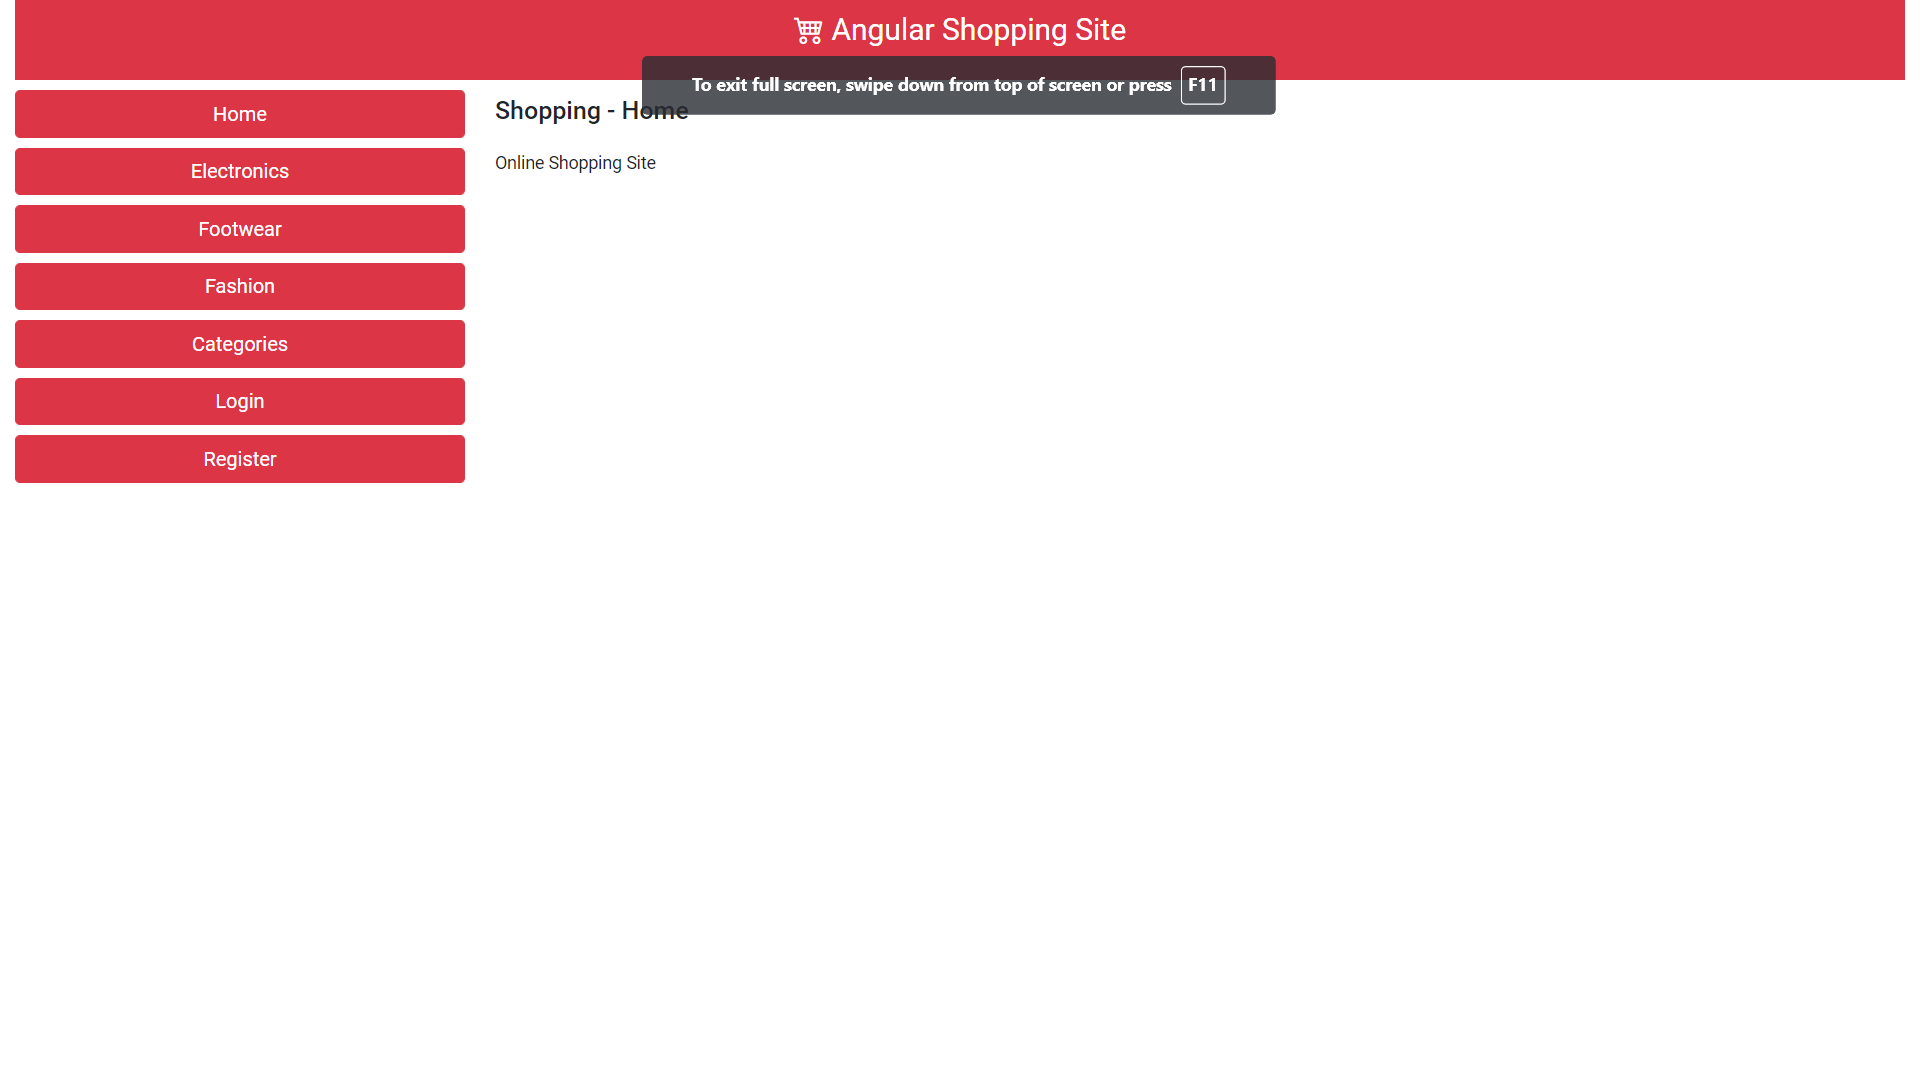 Angular Shopping Site
To exit full screen, swipe down from top of screen or press F11
Home
Electronics
Footwear
Fashion
Categories
Login
Register
Shopping - Home
Online Shopping Site